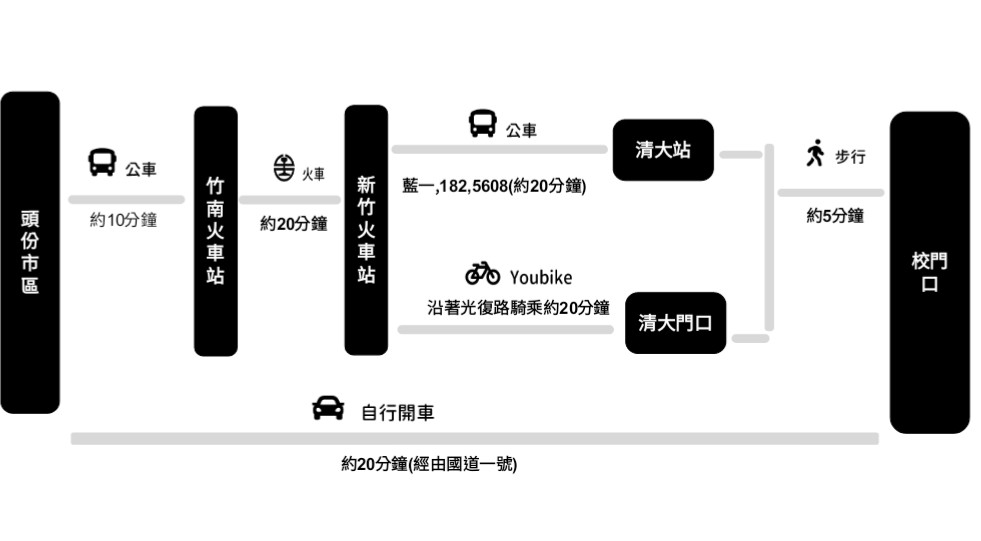 頭份市區
公車
約10分鐘
竹南火車站
火車
約20分鐘
新竹火車站
公車
藍一,182,5608(約20分鐘)
清大站
Youbike
沿著光復路騎乘約20分鐘
清大門口
步行
約5分鐘
校門
口
自行開車
約20分鐘(經由國道一號)